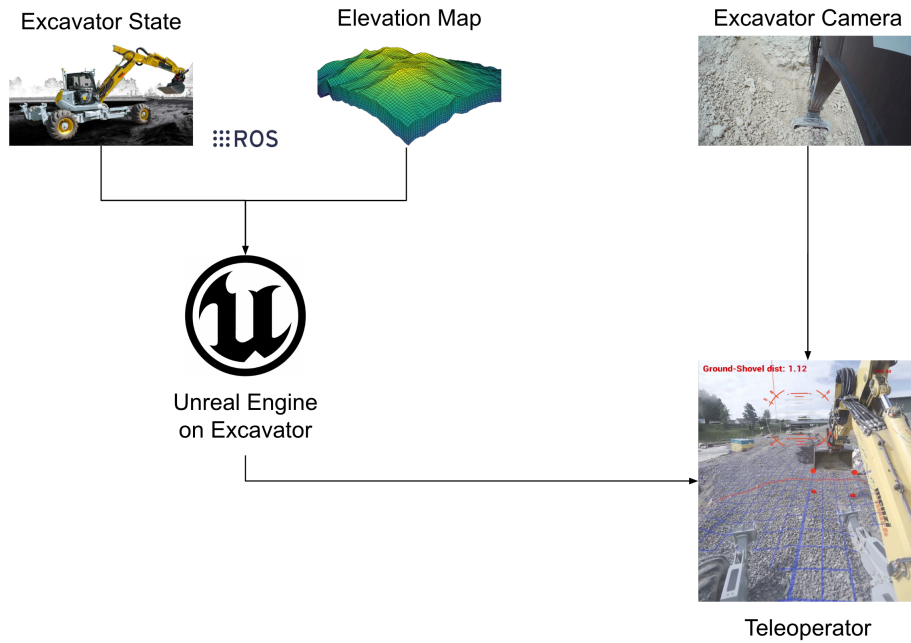 Excavator State
Elevation Map
Excavator Camera
ROS
Unreal Engine
on Excavator
Ground-Shovel dist: 1.12
Teleoperator